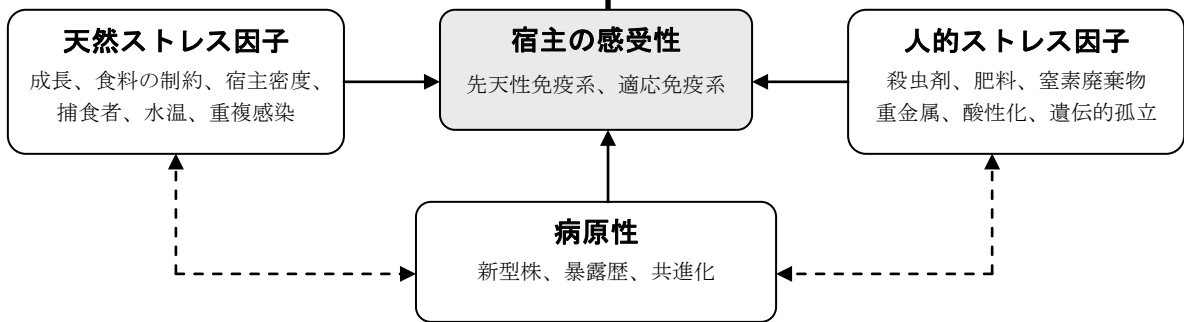 天然ストレス因子
成長、食料の制約、宿主密度、
捕食者、水温、重複感染
宿主の感受性
先天性免疫系、適応免疫系
人的ストレス因子
殺虫剤、肥料、窒素廃棄物
重金属、酸性化、遺伝的孤立
病原性
新型株、暴露歴、共進化